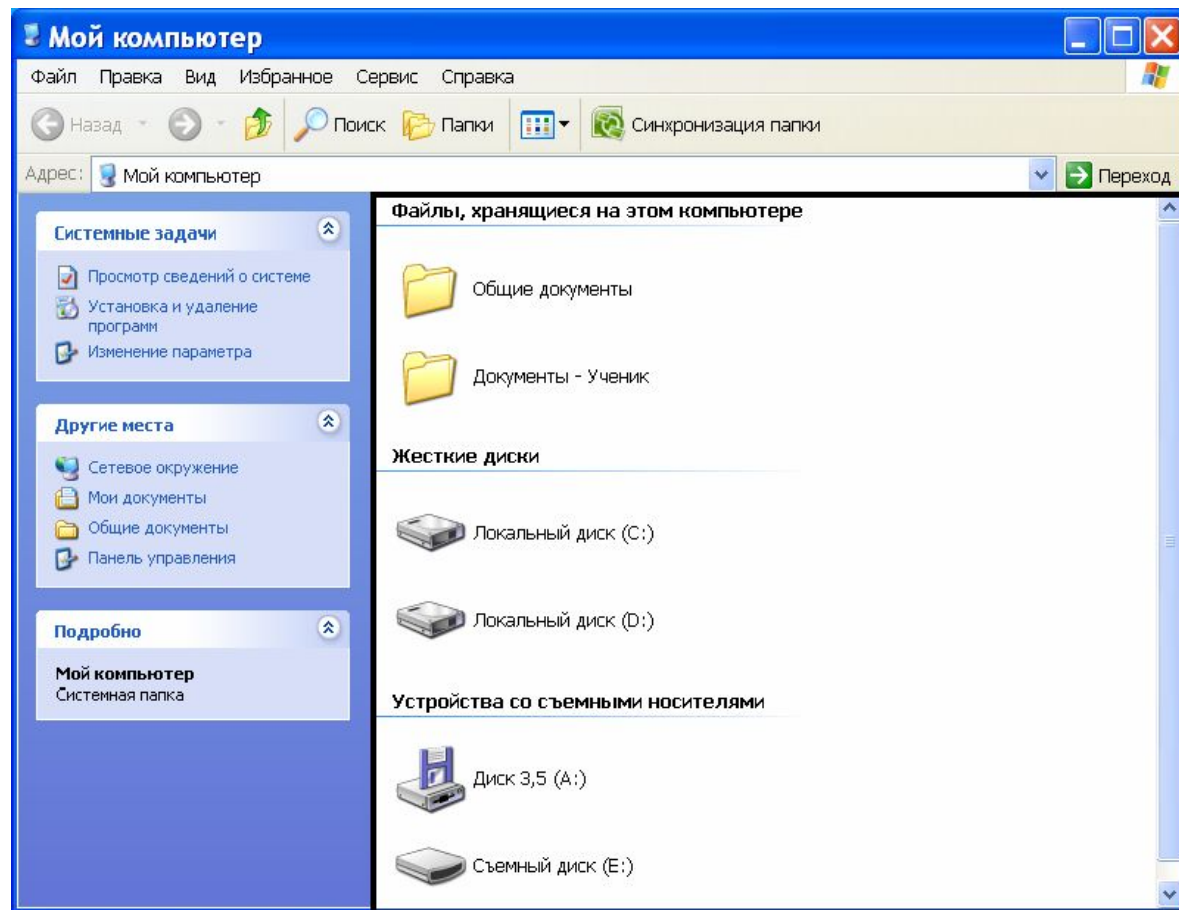 Мой компьютер
Файл Правка Вид Избранное Сервис Справка
Назад Поиск Папки Синхронизация папки
Адрес: Мой компьютер Переход
Системные задачи
Просмотр сведений о системе
Установка и удаление
программ
Изменение параметра
Другие места
Сетевое окружение
Мои документы
Общие документы
Панель управления
Подробно
Мой компьютер
Системная папка
Файлы, хранящиеся на этом компьютере
Общие документы
Документы - Ученик
Жесткие диски
Локальный диск (C:)
Локальный диск (D:)
Устройства со съемными носителями
Диск 3,5 (A:)
Съемный диск (E:)